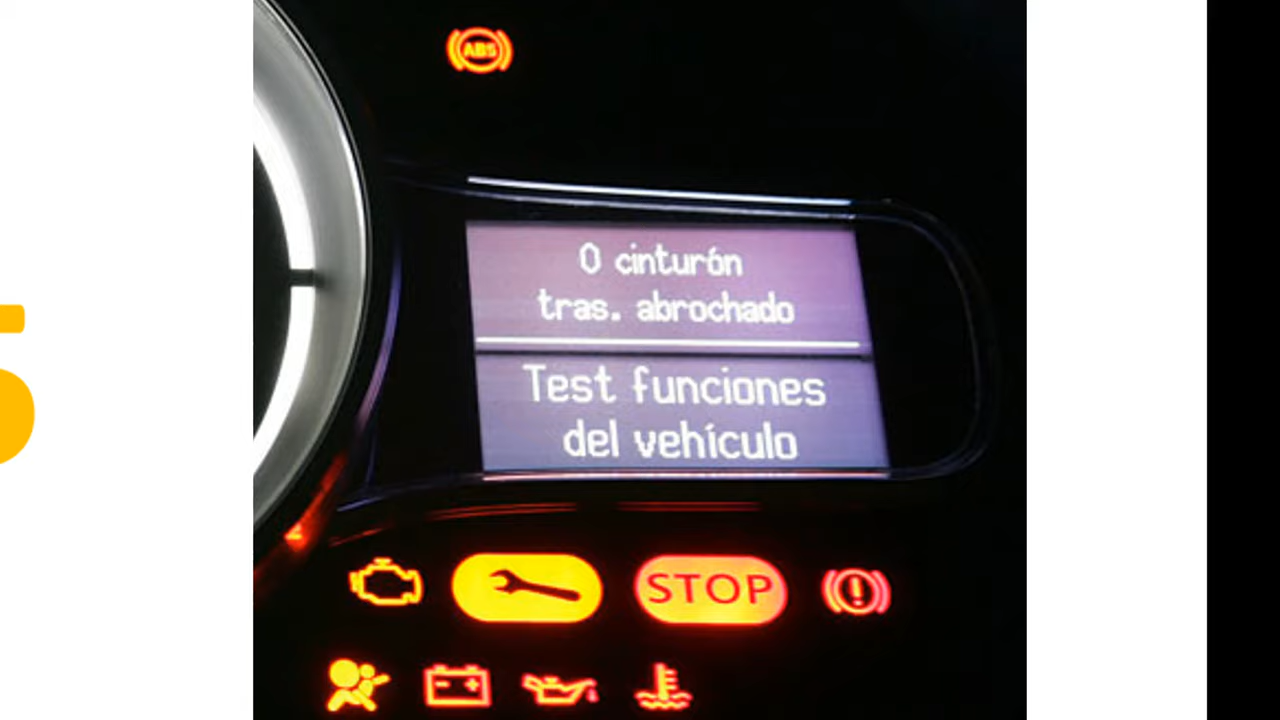 ABS
0 cinturón
tras. abrochado
Test funciones
del vehículo
STOP